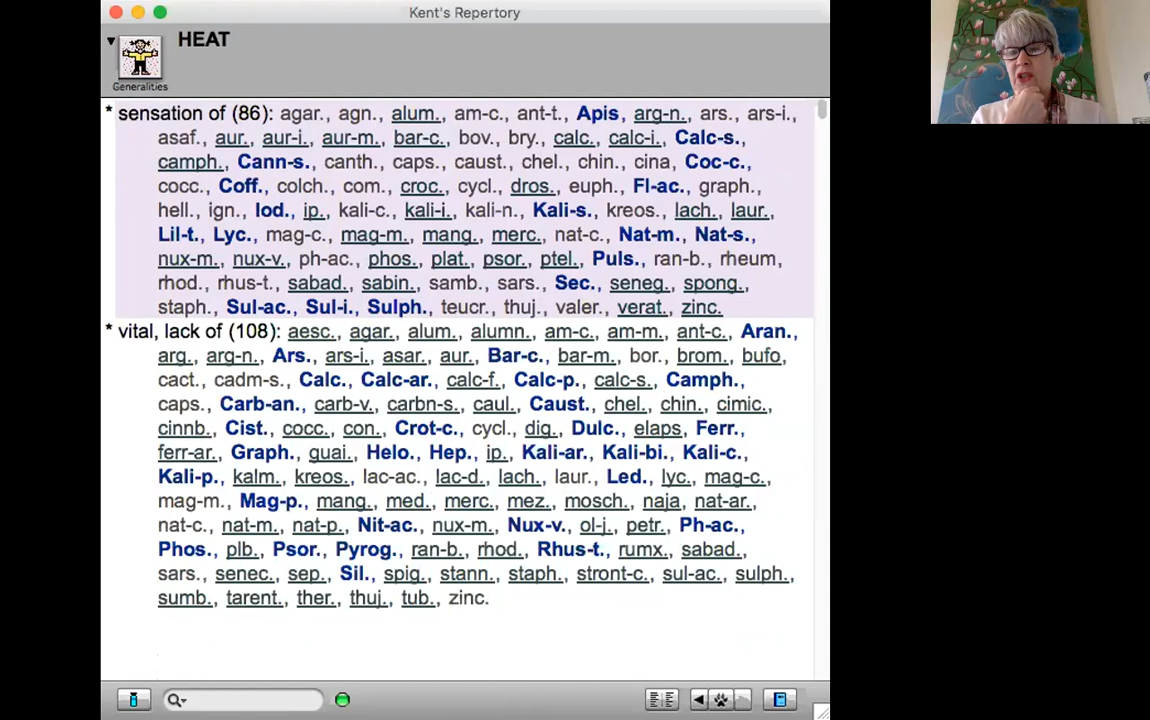 Kent's Repertory
HEAT
Generalities
* sensation of (86): agar., agn., alum., am-c., ant-t., Apis, arg-n., ars., ars-i.,
asaf., aur., aur-i., aur-m., bar-c., bov., bry., calc., calc-i., Calc-s.,
camph., Cann-s., canth., caps., caust., chel., chin., cina, Coc-c.,
cocc., Coff., colch., com., croc., cycl., dros., euph., Fl-ac., graph.,
hell., ign., Iod., ip., kali-c., kali-i., kali-n., Kali-s., kreos., lach., laur.,
Lil-t., Lyc., mag-c., mag-m., mang., merc., nat-c., Nat-m., Nat-s.,
nux-m., nux-v., ph-ac., phos., plat., psor., ptel., Puls., ran-b., rheum,
rhod., rhus-t., sabad., sabin., samb., sars., Sec., seneg., spong.,
staph., Sul-ac., Sul-i., Sulph., teucr., thuj., valer., verat., zinc.
* vital, lack of (108): aesc., agar., alum., alumn., am-c., am-m., ant-c., Aran.,
arg., arg-n., Ars., ars-i., asar., aur., Bar-c., bar-m., bor., brom., bufo,
cact., cadm-s., Calc., Calc-ar., calc-f., Calc-p., calc-s., Camph.,
caps., Carb-an., carb-v., carbn-s., caul., Caust., chel., chin., cimic.,
cinnb., Cist., cocc., con., Crot-c., cycl., dig., Dulc., elaps, Ferr.,
ferr-ar., Graph., guai., Helo., Hep., ip., Kali-ar., Kali-bi., Kali-c.,
Kali-p., kalm., kreos., lac-ac., lac-d., lach., laur., Led., lyc., mag-c.,
mag-m., Mag-p., mang., med., merc., mez., mosch., naja, nat-ar.,
nat-c., nat-m., nat-p., Nit-ac., nux-m., Nux-v., ol-j., petr., Ph-ac.,
Phos., plb., Psor., Pyrog., ran-b., rhod., Rhus-t., rumx., sabad.,
sars., senec., sep., Sil., spig., stann., staph., stront-c., sul-ac., sulph.,
sumb., tarent., ther., thuj., tub., zinc.